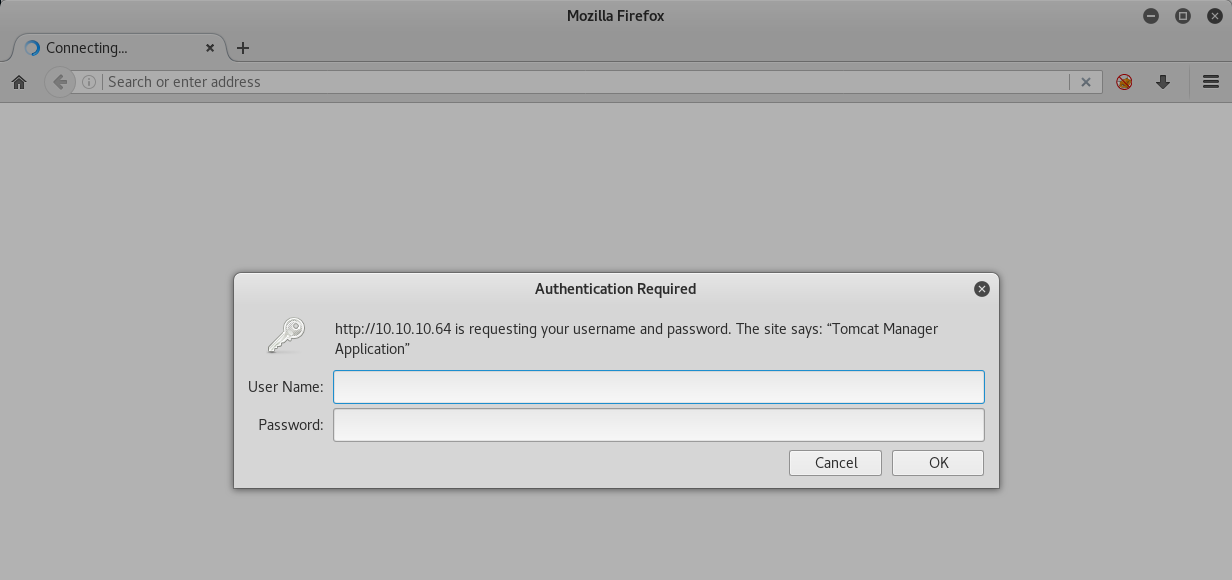 Mozilla Firefox
Connecting...
Search or enter address
Authentication Required
http://10.10.10.64 is requesting your username and password. The site says: “Tomcat Manager
Application”
User Name:
Password:
Cancel OK